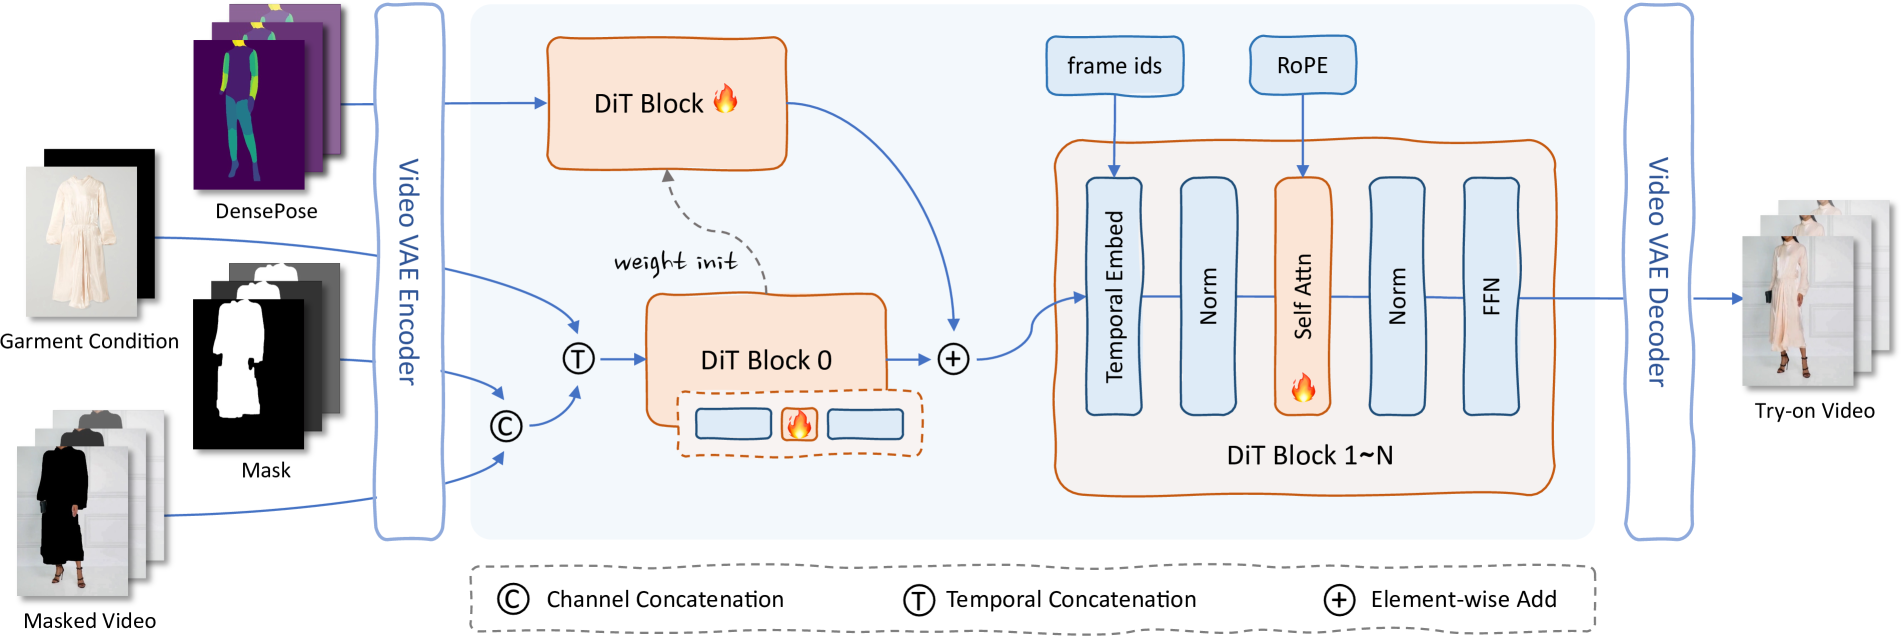 DensePose
Garment Condition
Mask
Masked Video
Video VAE Encoder
DiT Block
weight init
T
C
DiT Block 0
+
frame ids
RoPE
Temporal Embed
Norm
Self Attn
Norm
FFN
DiT Block 1~N
Video VAE Decoder
Try-on Video
C Channel Concatenation
T Temporal Concatenation
+ Element-wise Add